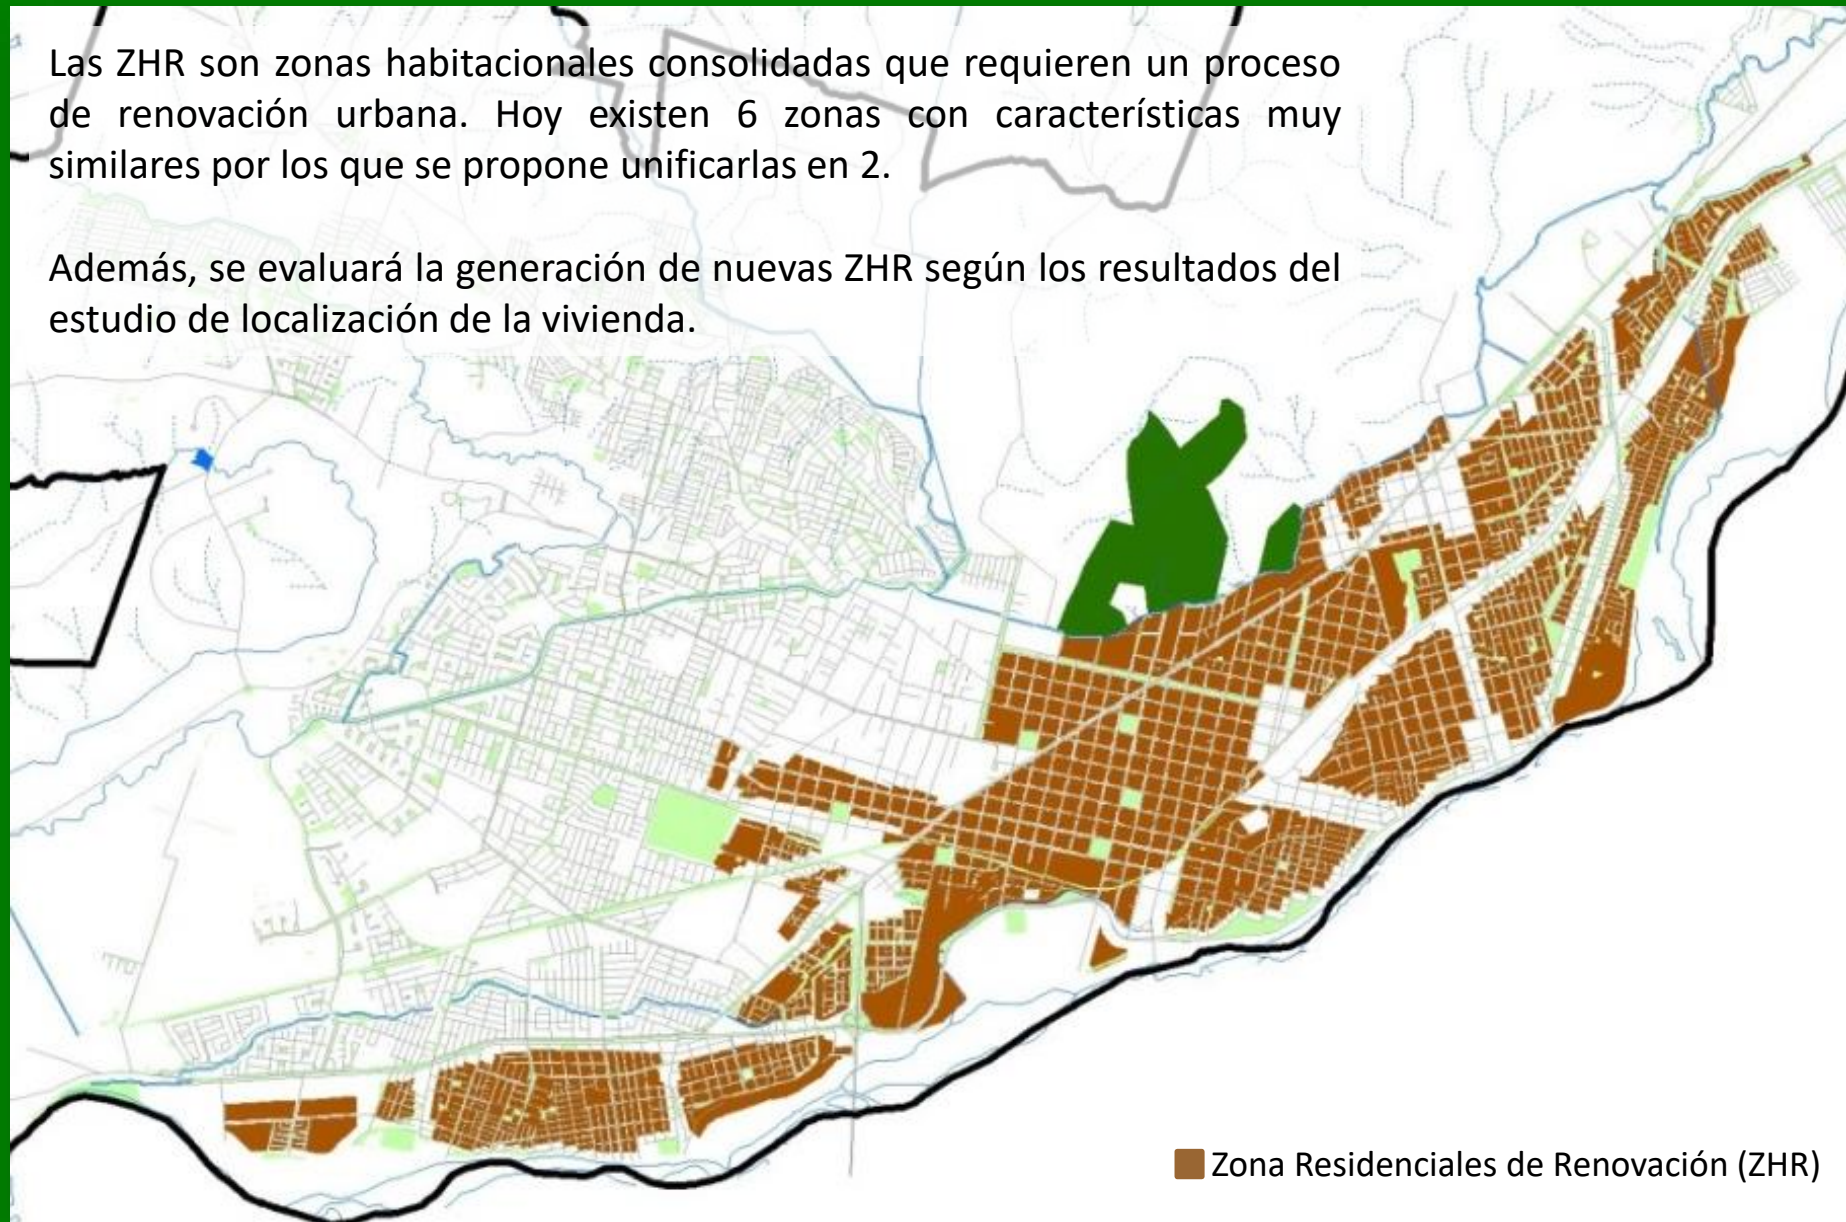 Las ZHR son zonas habitacionales consolidadas que requieren un proceso
de renovación urbana. Hoy existen 6 zonas con características muy
similares por los que se propone unificarlas en 2.
Además, se evaluará la generación de nuevas ZHR según los resultados del
estudio de localización de la vivienda.
Zona Residenciales de Renovación (ZHR)